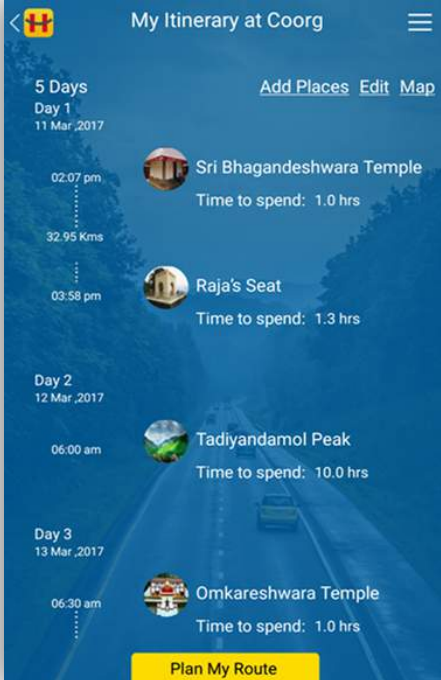 My Itinerary at Coorg
5 Days
Add Places Edit Map
Day 1
11 Mar ,2017
02:07 pm
Sri Bhagandeshwara Temple
Time to spend: 1.0 hrs
32.95 Kms
03:58 pm
Raja's Seat
Time to spend: 1.3 hrs
Day 2
12 Mar ,2017
06:00 am
Tadiyandamol Peak
Time to spend: 10.0 hrs
Day 3
13 Mar ,2017
06:30 am
Omkareshwara Temple
Time to spend: 1.0 hrs
Plan My Route